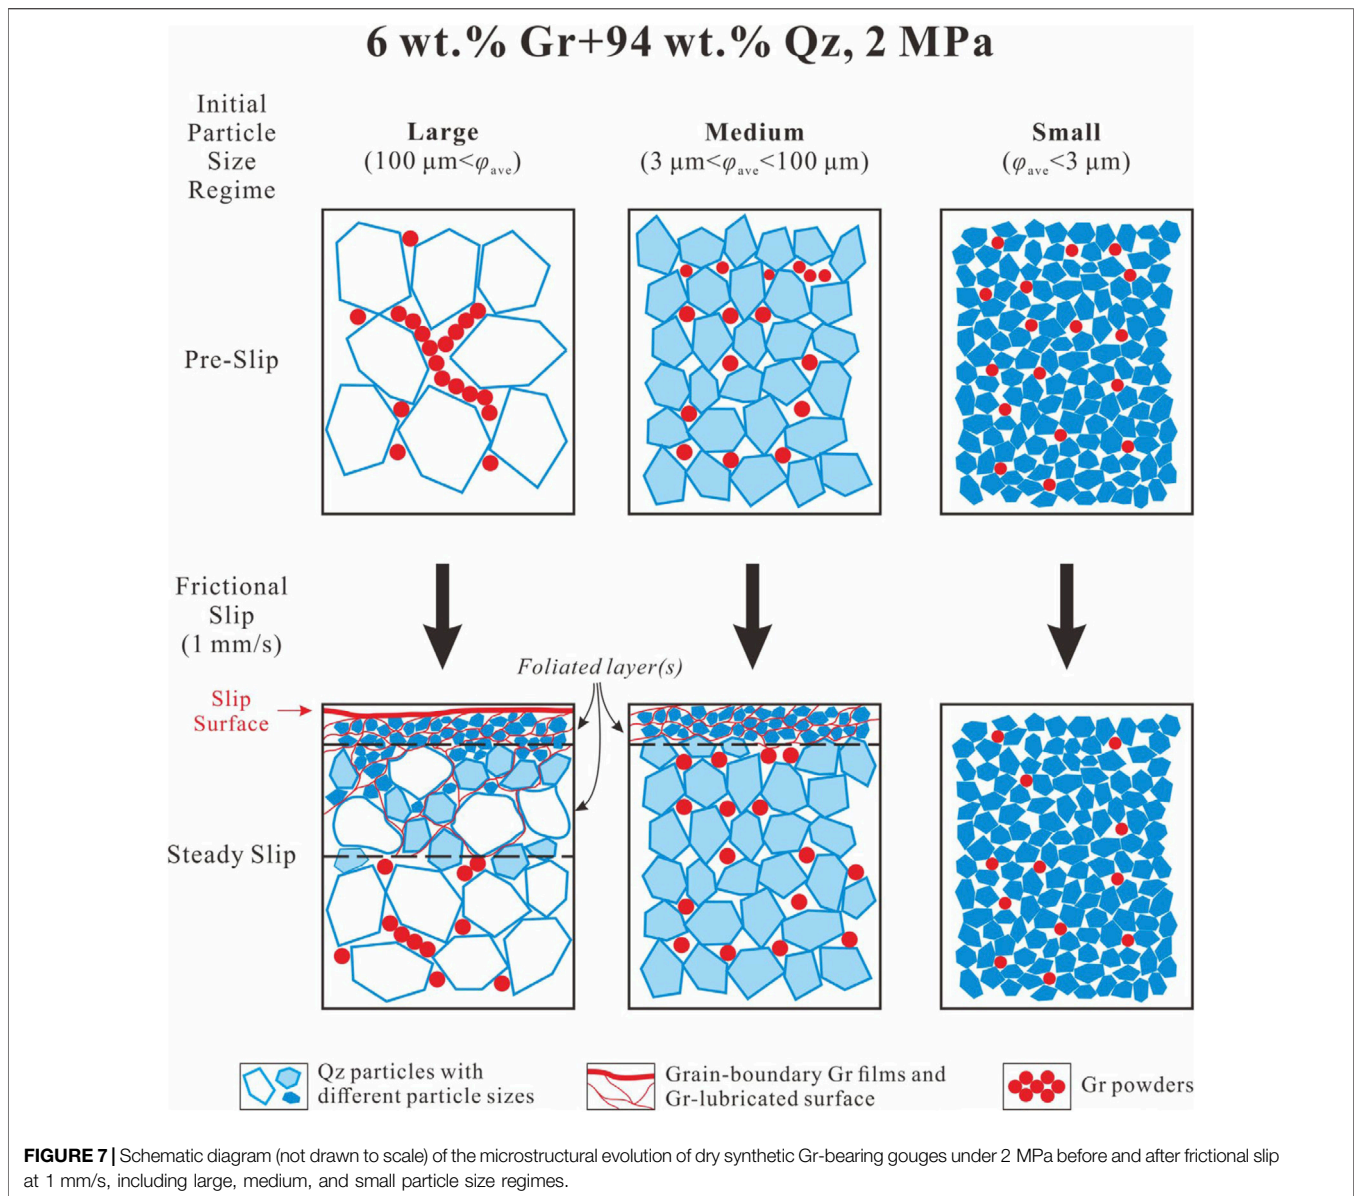 6 wt.% Gr+94 wt.% Qz, 2 MPa
Initial
Particle
Size
Regime
Large
(100 μm<φave)
Medium
(3 μm<φave<100 μm)
Small
(φave<3 μm)
Pre-Slip
Frictional
Slip
(1 mm/s)
Foliated layer(s)
Slip
Surface
Steady Slip
Qz particles with
different particle sizes
Grain-boundary Gr films and
Gr-lubricated surface
Gr powders
FIGURE 7 | Schematic diagram (not drawn to scale) of the microstructural evolution of dry synthetic Gr-bearing gouges under 2 MPa before and after frictional slip
at 1 mm/s, including large, medium, and small particle size regimes.